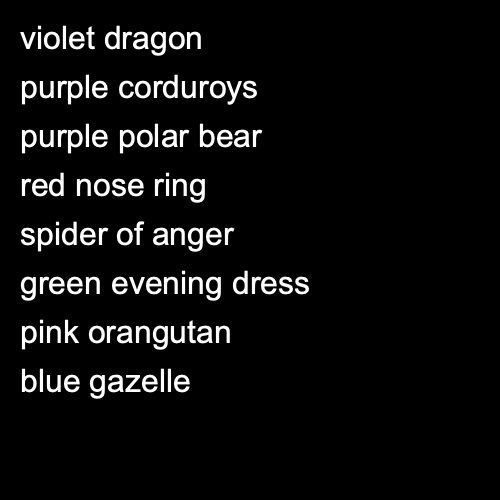 violet dragon
purple corduroys
purple polar bear
red nose ring
spider of anger
green evening dress
pink orangutan
blue gazelle